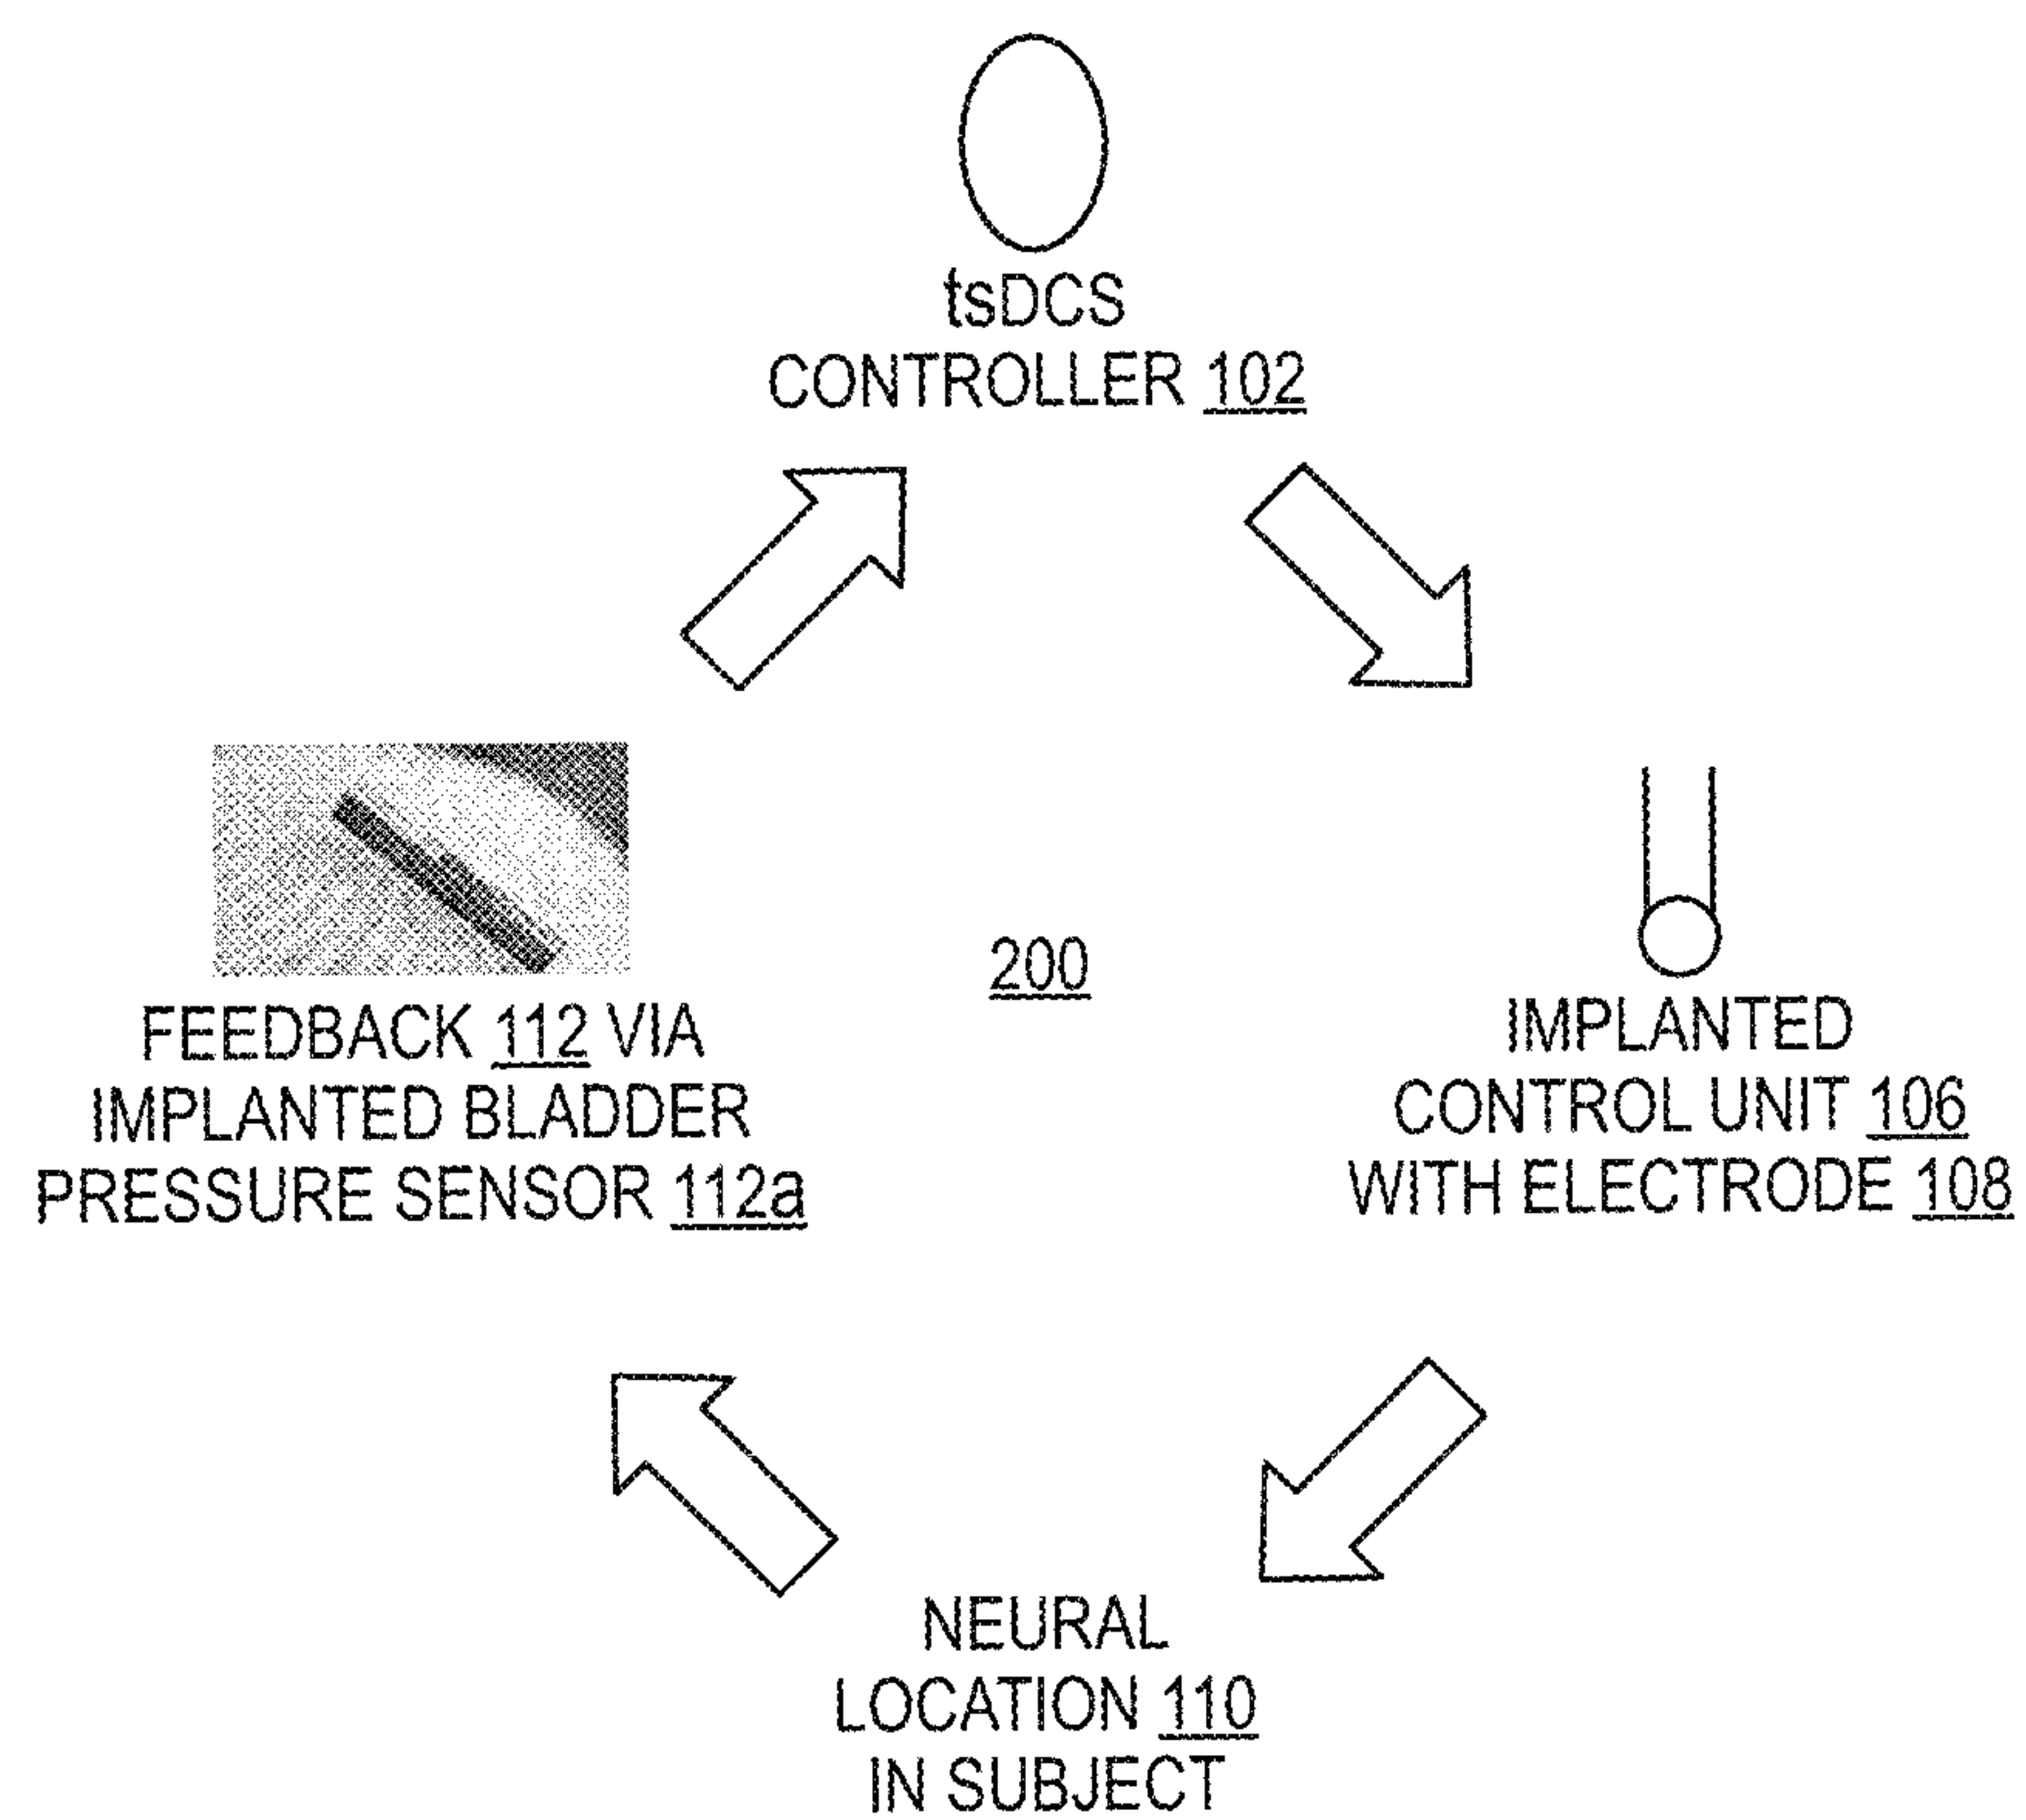 tsDCS
CONTROLLER 102
200
FEEDBACK 112 VIA
IMPLANTED BLADDER
PRESSURE SENSOR 112a
IMPLANTED
CONTROL UNIT 106
WITH ELECTRODE 108
NEURAL
LOCATION 110
IN SUBJECT